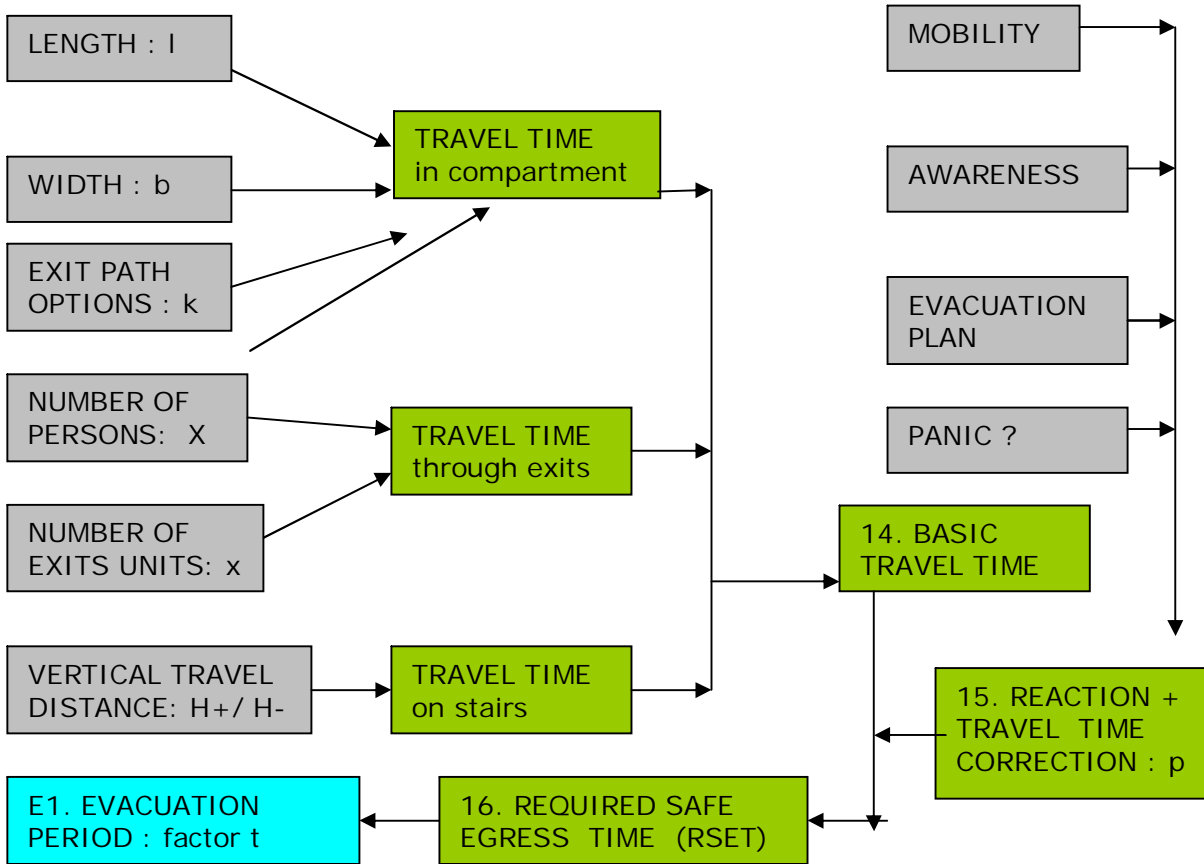 LENGTH : l
WIDTH : b
EXIT PATH
OPTIONS : k
NUMBER OF
PERSONS: X
NUMBER OF
EXITS UNITS: x
VERTICAL TRAVEL
DISTANCE: H+/ H-
TRAVEL TIME
in compartment
TRAVEL TIME
through exits
TRAVEL TIME
on stairs
MOBILITY
AWARENESS
EVACUATION
PLAN
PANIC ?
14. BASIC
TRAVEL TIME
15. REACTION +
TRAVEL TIME
CORRECTION : p
16. REQUIRED SAFE
EGRESS TIME (RSET)
E1. EVACUATION
PERIOD : factor t